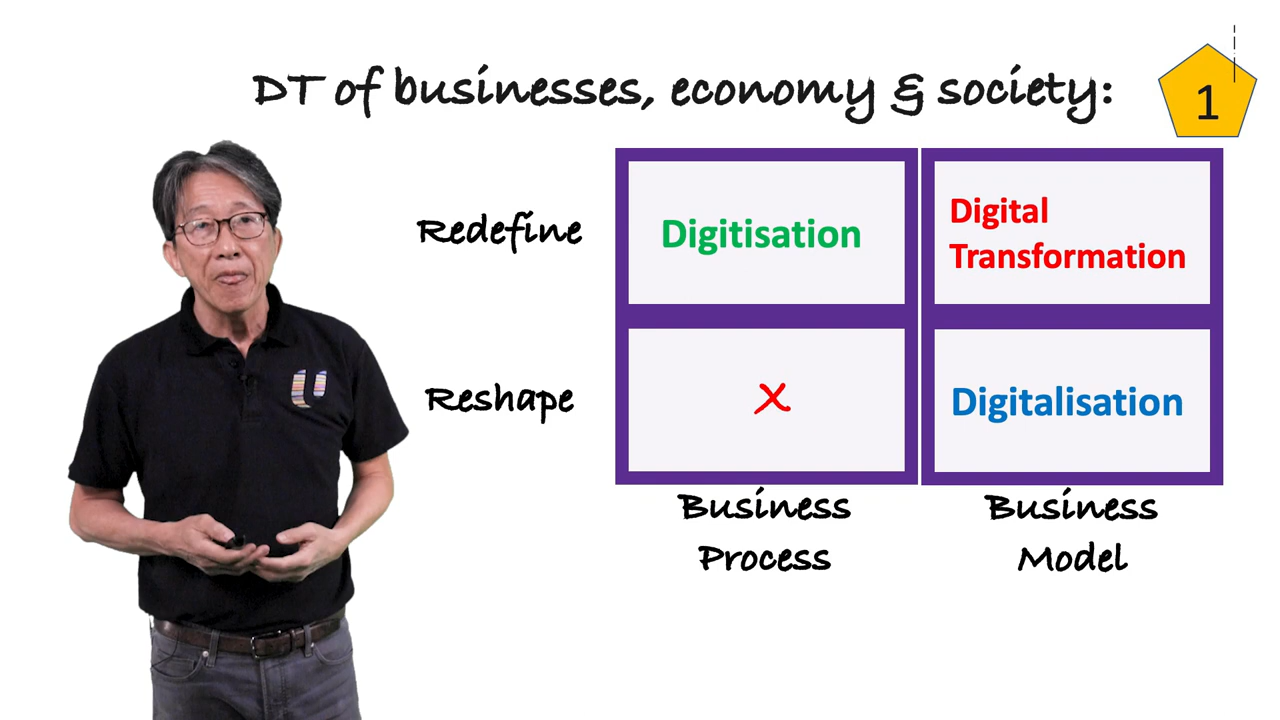 DT of businesses, economy & society:
1
Redefine
Digitisation
Digital
Transformation
Reshape
X
Digitalisation
Business
Process
Business
Model